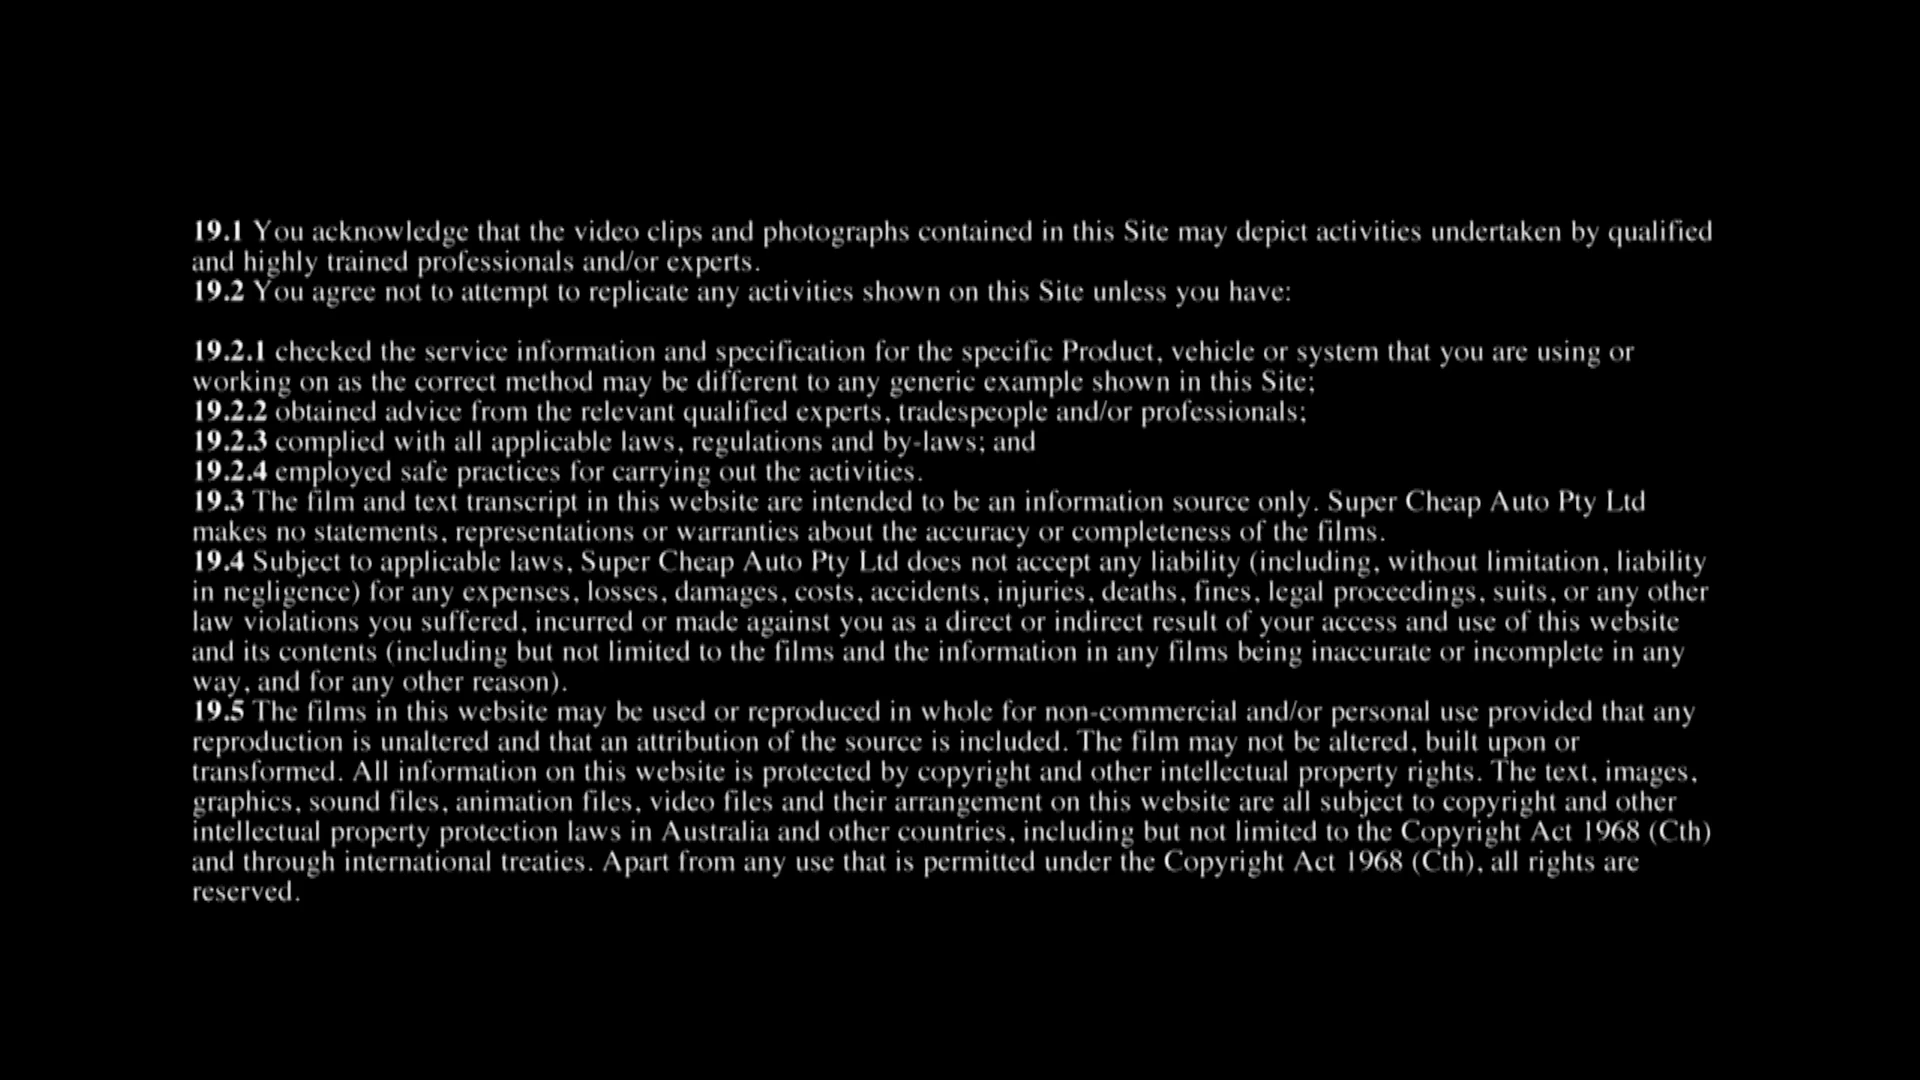 19.1 You acknowledge that the video clips and photographs contained in this Site may depict activities undertaken by qualified
and highly trained professionals and/or experts.
19.2 You agree not to attempt to replicate any activities shown on this Site unless you have:
19.2.1 checked the service information and specification for the specific Product, vehicle or system that you are using or
working on as the correct method may be different to any generic example shown in this Site;
19.2.2 obtained advice from the relevant qualified experts, tradespeople and/or professionals;
19.2.3 complied with all applicable laws, regulations and by-laws; and
19.2.4 employed safe practices for carrying out the activities.
19.3 The film and text transcript in this website are intended to be an information source only. Super Cheap Auto Pty Ltd
makes no statements, representations or warranties about the accuracy or completeness of the films.
19.4 Subject to applicable laws, Super Cheap Auto Pty Ltd does not accept any liability (including, without limitation, liability
in negligence) for any expenses, losses, damages, costs, accidents, injuries, deaths, fines, legal proceedings, suits, or any other
law violations you suffered, incurred or made against you as a direct or indirect result of your access and use of this website
and its contents (including but not limited to the films and the information in any films being inaccurate or incomplete in any
way, and for any other reason).
19.5 The films in this website may be used or reproduced in whole for non-commercial and/or personal use provided that any
reproduction is unaltered and that an attribution of the source is included. The film may not be altered, built upon or
transformed. All information on this website is protected by copyright and other intellectual property rights. The text, images,
graphics, sound files, animation files, video files and their arrangement on this website are all subject to copyright and other
intellectual property protection laws in Australia and other countries, including but not limited to the Copyright Act 1968 (Cth)
and through international treaties. Apart from any use that is permitted under the Copyright Act 1968 (Cth), all rights are
reserved.